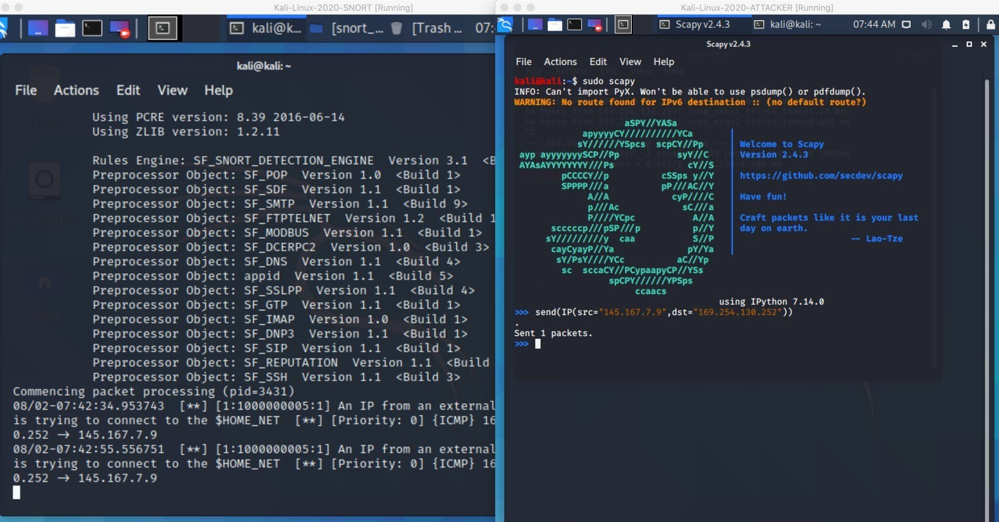 Kali-Linux-2020-SNORT [Running]
kali@k... [snort_... [Trash ... 07:
kali@kali: ~
File Actions Edit View Help
Trash
File System
Home
Using PCRE version: 8.39 2016-06-14
Using ZLIB version: 1.2.11
Rules Engine: SF_SNORT_DETECTION_ENGINE Version 3.1 <B
Preprocessor Object: SF_POP Version 1.0 <Build 1>
Preprocessor Object: SF_SDF Version 1.1 <Build 1>
Preprocessor Object: SF_SMTP Version 1.1 <Build 9>
Preprocessor Object: SF_FTPTELNET Version 1.2 <Build 1
Preprocessor Object: SF_MODBUS Version 1.1 <Build 1>
Preprocessor Object: SF_DCERPC2 Version 1.0 <Build 3>
Preprocessor Object: SF_DNS Version 1.1 <Build 4>
Preprocessor Object: appid Version 1.1 <Build 5>
Preprocessor Object: SF_SSLPP Version 1.1 <Build 4>
Preprocessor Object: SF_GTP Version 1.1 <Build 1>
Preprocessor Object: SF_IMAP Version 1.0 <Build 1>
Preprocessor Object: SF_DNP3 Version 1.1 <Build 1>
Preprocessor Object: SF_SIP Version 1.1 <Build 1>
Preprocessor Object: SF_REPUTATION Version 1.1 <Build
Preprocessor Object: SF_SSH Version 1.1 <Build 3>
Commencing packet processing (pid=3431)
08/02-07:42:34.953743 [**] [1:1000000005:1] An IP from an external
is trying to connect to the $HOME_NET [**] [Priority: 0] {ICMP} 16
0.252 → 145.167.7.9
08/02-07:42:55.556751 [**] [1:1000000005:1] An IP from an external
is trying to connect to the $HOME_NET [**] [Priority: 0] {ICMP} 16
0.252 → 145.167.7.9
Kali-Linux-2020-ATTACKER [Running]
Scapy v2.4.3 kali@kali: ~ 07:44 AM
Scapy v2.4.3
File Actions Edit View Help
kali@kali:~$ sudo scapy
INFO: Can't import PyX. Won't be able to use psdump() or pdfdump().
WARNING: No route found for IPv6 destination :: (no default route?)
aSPY//YASa
apyyyyCY//////////YCa
sY//////YSpcs scpCY//Pp
ayp ayyyyyyySCP//Pp syY//C
AYAsAYYYYYYYY///Ps cY//S
pCCCCY//p cSSps y//Y
SPPPP///a pP///AC//Y
A//A cyP////C
p///Ac sC///a
P////YCpc A//A
scccccp///pSP///p p//Y
sY/////////y caa S//P
cayCyayP//Ya pY/Ya
sY/PsY////YCc aC//Yp
sc sccaCY//PCypaapyCP//YSs
spCPY//////YPSps
ccaacs
Welcome to Scapy
Version 2.4.3
https://github.com/secdev/scapy
Have fun!
Craft packets like it is your last
day on earth.
-- Lao-Tze
using IPython 7.14.0
>>> send(IP(src="145.167.7.9",dst="169.254.130.252"))
.
Sent 1 packets.
>>>